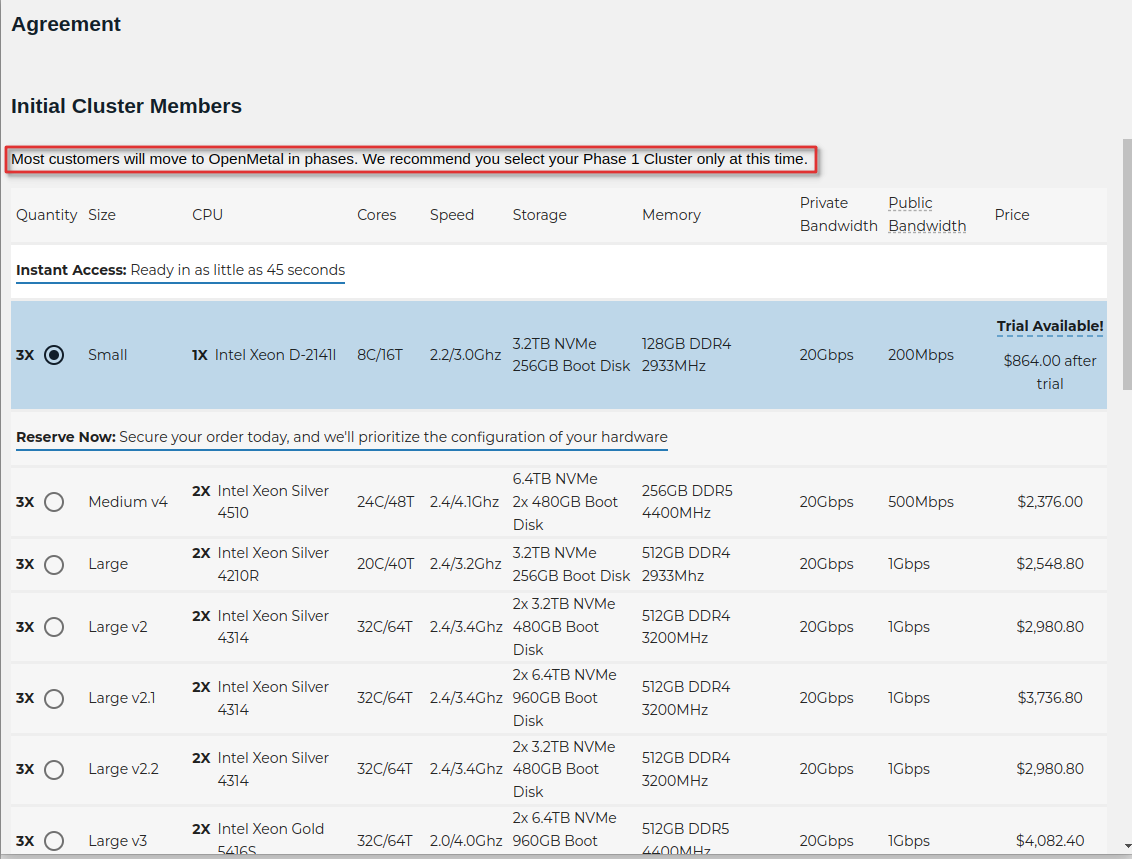 Agreement
Initial Cluster Members
Most customers will move to OpenMetal in phases. We recommend you select your Phase 1 Cluster only at this time.
Quantity Size CPU Cores Speed Storage Memory Private Bandwidth Public Bandwidth Price
Instant Access: Ready in as little as 45 seconds
3X Small 1X Intel Xeon D-2141I 8C/16T 2.2/3.0Ghz 3.2TB NVMe 256GB Boot Disk 128GB DDR4 2933MHz 20Gbps 200Mbps Trial Available! $864.00 after trial
Reserve Now: Secure your order today, and we'll prioritize the configuration of your hardware
3X Medium v4 2X Intel Xeon Silver 4510 24C/48T 2.4/4.1Ghz 6.4TB NVMe 2x 480GB Boot Disk 256GB DDR5 4400MHz 20Gbps 500Mbps $2,376.00
3X Large 2X Intel Xeon Silver 4210R 20C/40T 2.4/3.2Ghz 3.2TB NVMe 256GB Boot Disk 512GB DDR4 2933Mhz 20Gbps 1Gbps $2,548.80
3X Large v2 2X Intel Xeon Silver 4314 32C/64T 2.4/3.4Ghz 2x 3.2TB NVMe 480GB Boot Disk 512GB DDR4 3200MHz 20Gbps 1Gbps $2,980.80
3X Large v2.1 2X Intel Xeon Silver 4314 32C/64T 2.4/3.4Ghz 2x 6.4TB NVMe 960GB Boot Disk 512GB DDR4 3200MHz 20Gbps 1Gbps $3,736.80
3X Large v2.2 2X Intel Xeon Silver 4314 32C/64T 2.4/3.4Ghz 2x 3.2TB NVMe 480GB Boot Disk 512GB DDR4 3200MHz 20Gbps 1Gbps $2,980.80
3X Large v3 2X Intel Xeon Gold 5416S 32C/64T 2.0/4.0Ghz 2x 6.4TB NVMe 960GB Boot 512GB DDR5 4400MHz 20Gbps 1Gbps $4,082.40